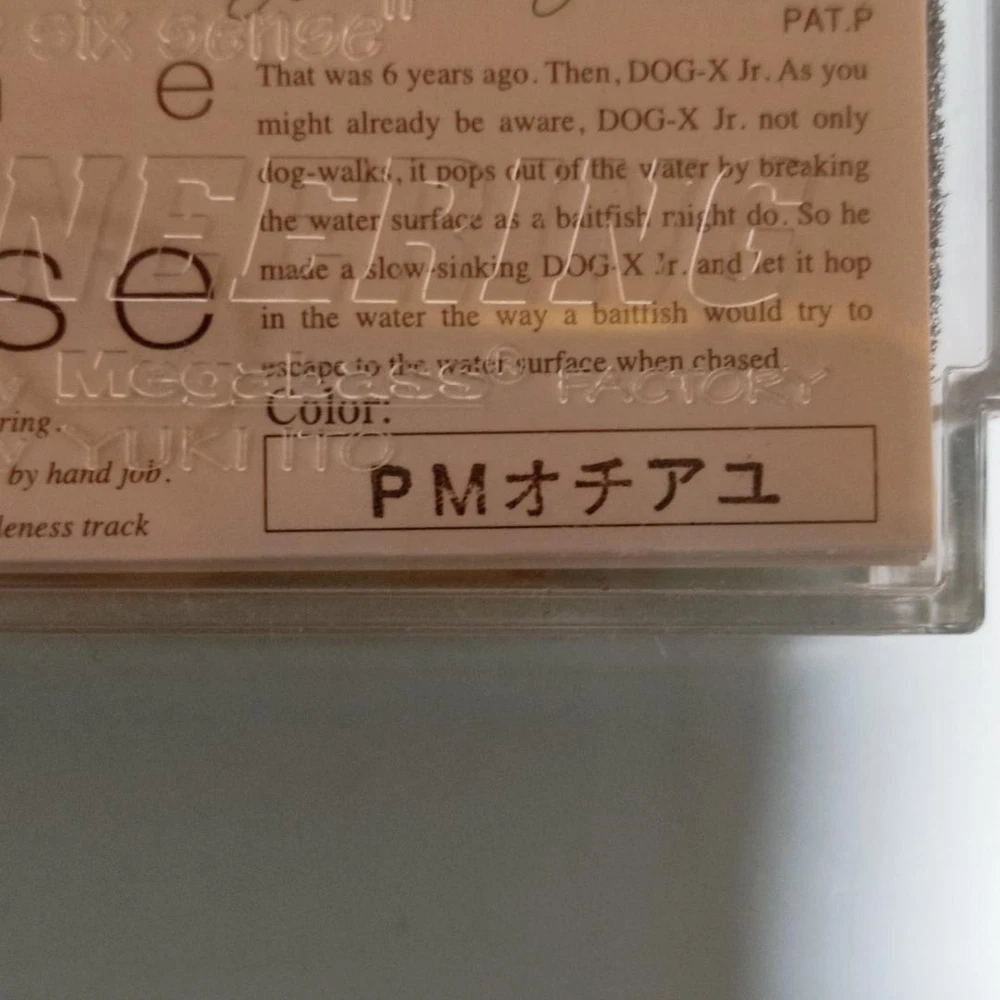 six sense"
PAT.P
e
That was 6 years ago. Then, DOG-X Jr. As you
might already be aware, DOG-X Jr. not only
dog-walks, it pops out of the water by breaking
the water surface as a baitfish might do. So he
made a slow-sinking DOG-X Jr. and let it hop
in the water the way a baitfish would try to
escape to the water surface when chased.
NEERING
se
Megabass® FACTORY
YUKI ITO
ring.
by hand job.
leness track
Color:
PMオチアユ